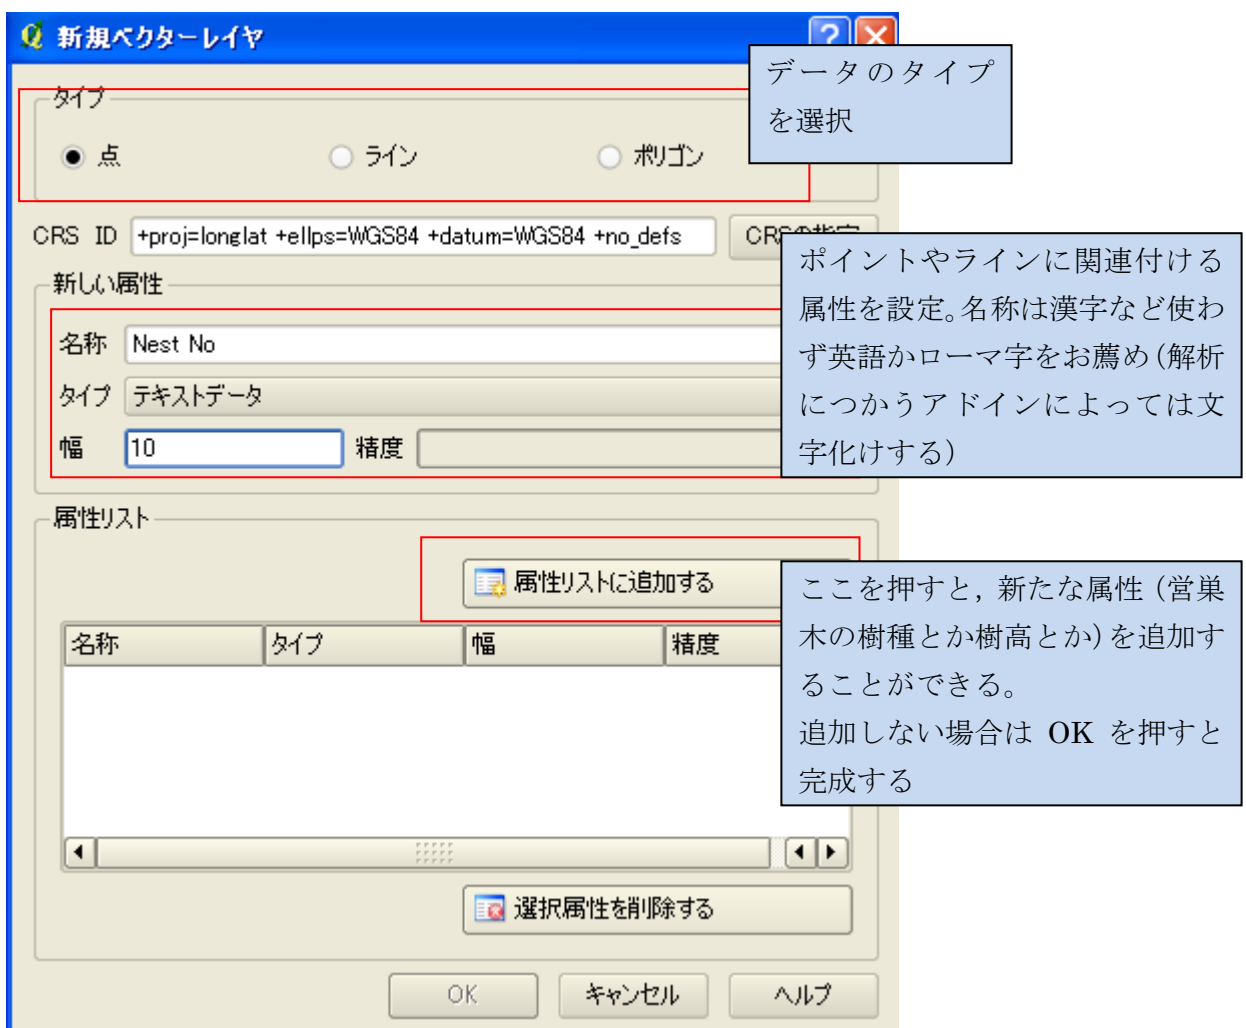 新規ベクターレイヤ
データのタイプ
を選択
タイプ
点 ライン ポリゴン
CRS ID +proj=longlat +ellps=WGS84 +datum=WGS84 +no_defs CRSの指定
ポイントやラインに関連付ける
属性を設定。名称は漢字など使わ
ず英語かローマ字をお薦め（解析
につかうアドインによっては文
字化けする）
新しい属性
名称 Nest No
タイプ テキストデータ
幅 10 精度
属性リスト
属性リストに追加する
ここを押すと，新たな属性（営巣
木の樹種とか樹高とか）を追加す
ることができる。
追加しない場合は OK を押すと
完成する
名称 タイプ 幅 精度
選択属性を削除する
OK キャンセル ヘルプ